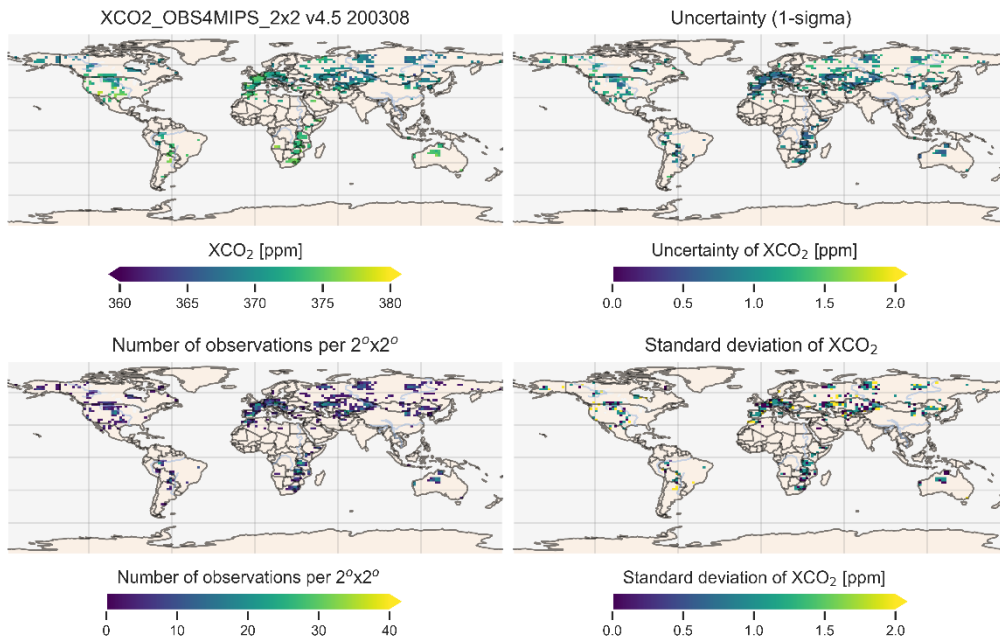 XCO2_OBS4MIPS_2x2 v4.5 200308
Uncertainty (1-sigma)
XCO₂ [ppm]
360 365 370 375 380
Uncertainty of XCO₂ [ppm]
0.0 0.5 1.0 1.5 2.0
Number of observations per 2°x2°
Standard deviation of XCO₂
Number of observations per 2°x2°
0 10 20 30 40
Standard deviation of XCO₂ [ppm]
0.0 0.5 1.0 1.5 2.0